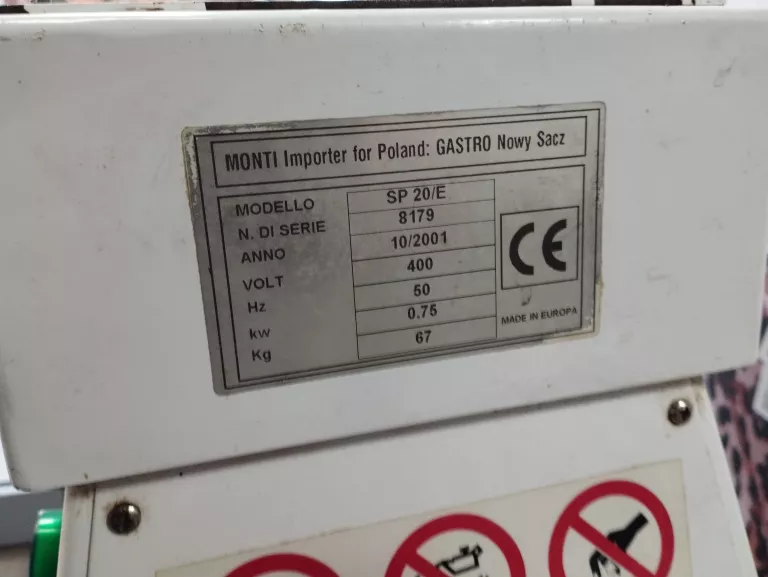 MONTI Importer for Poland: GASTRO Nowy Sacz
MODELLO SP 20/E
N. DI SERIE 8179
ANNO 10/2001
VOLT 400
Hz 50
kw 0.75
Kg 67
CE
MADE IN EUROPA